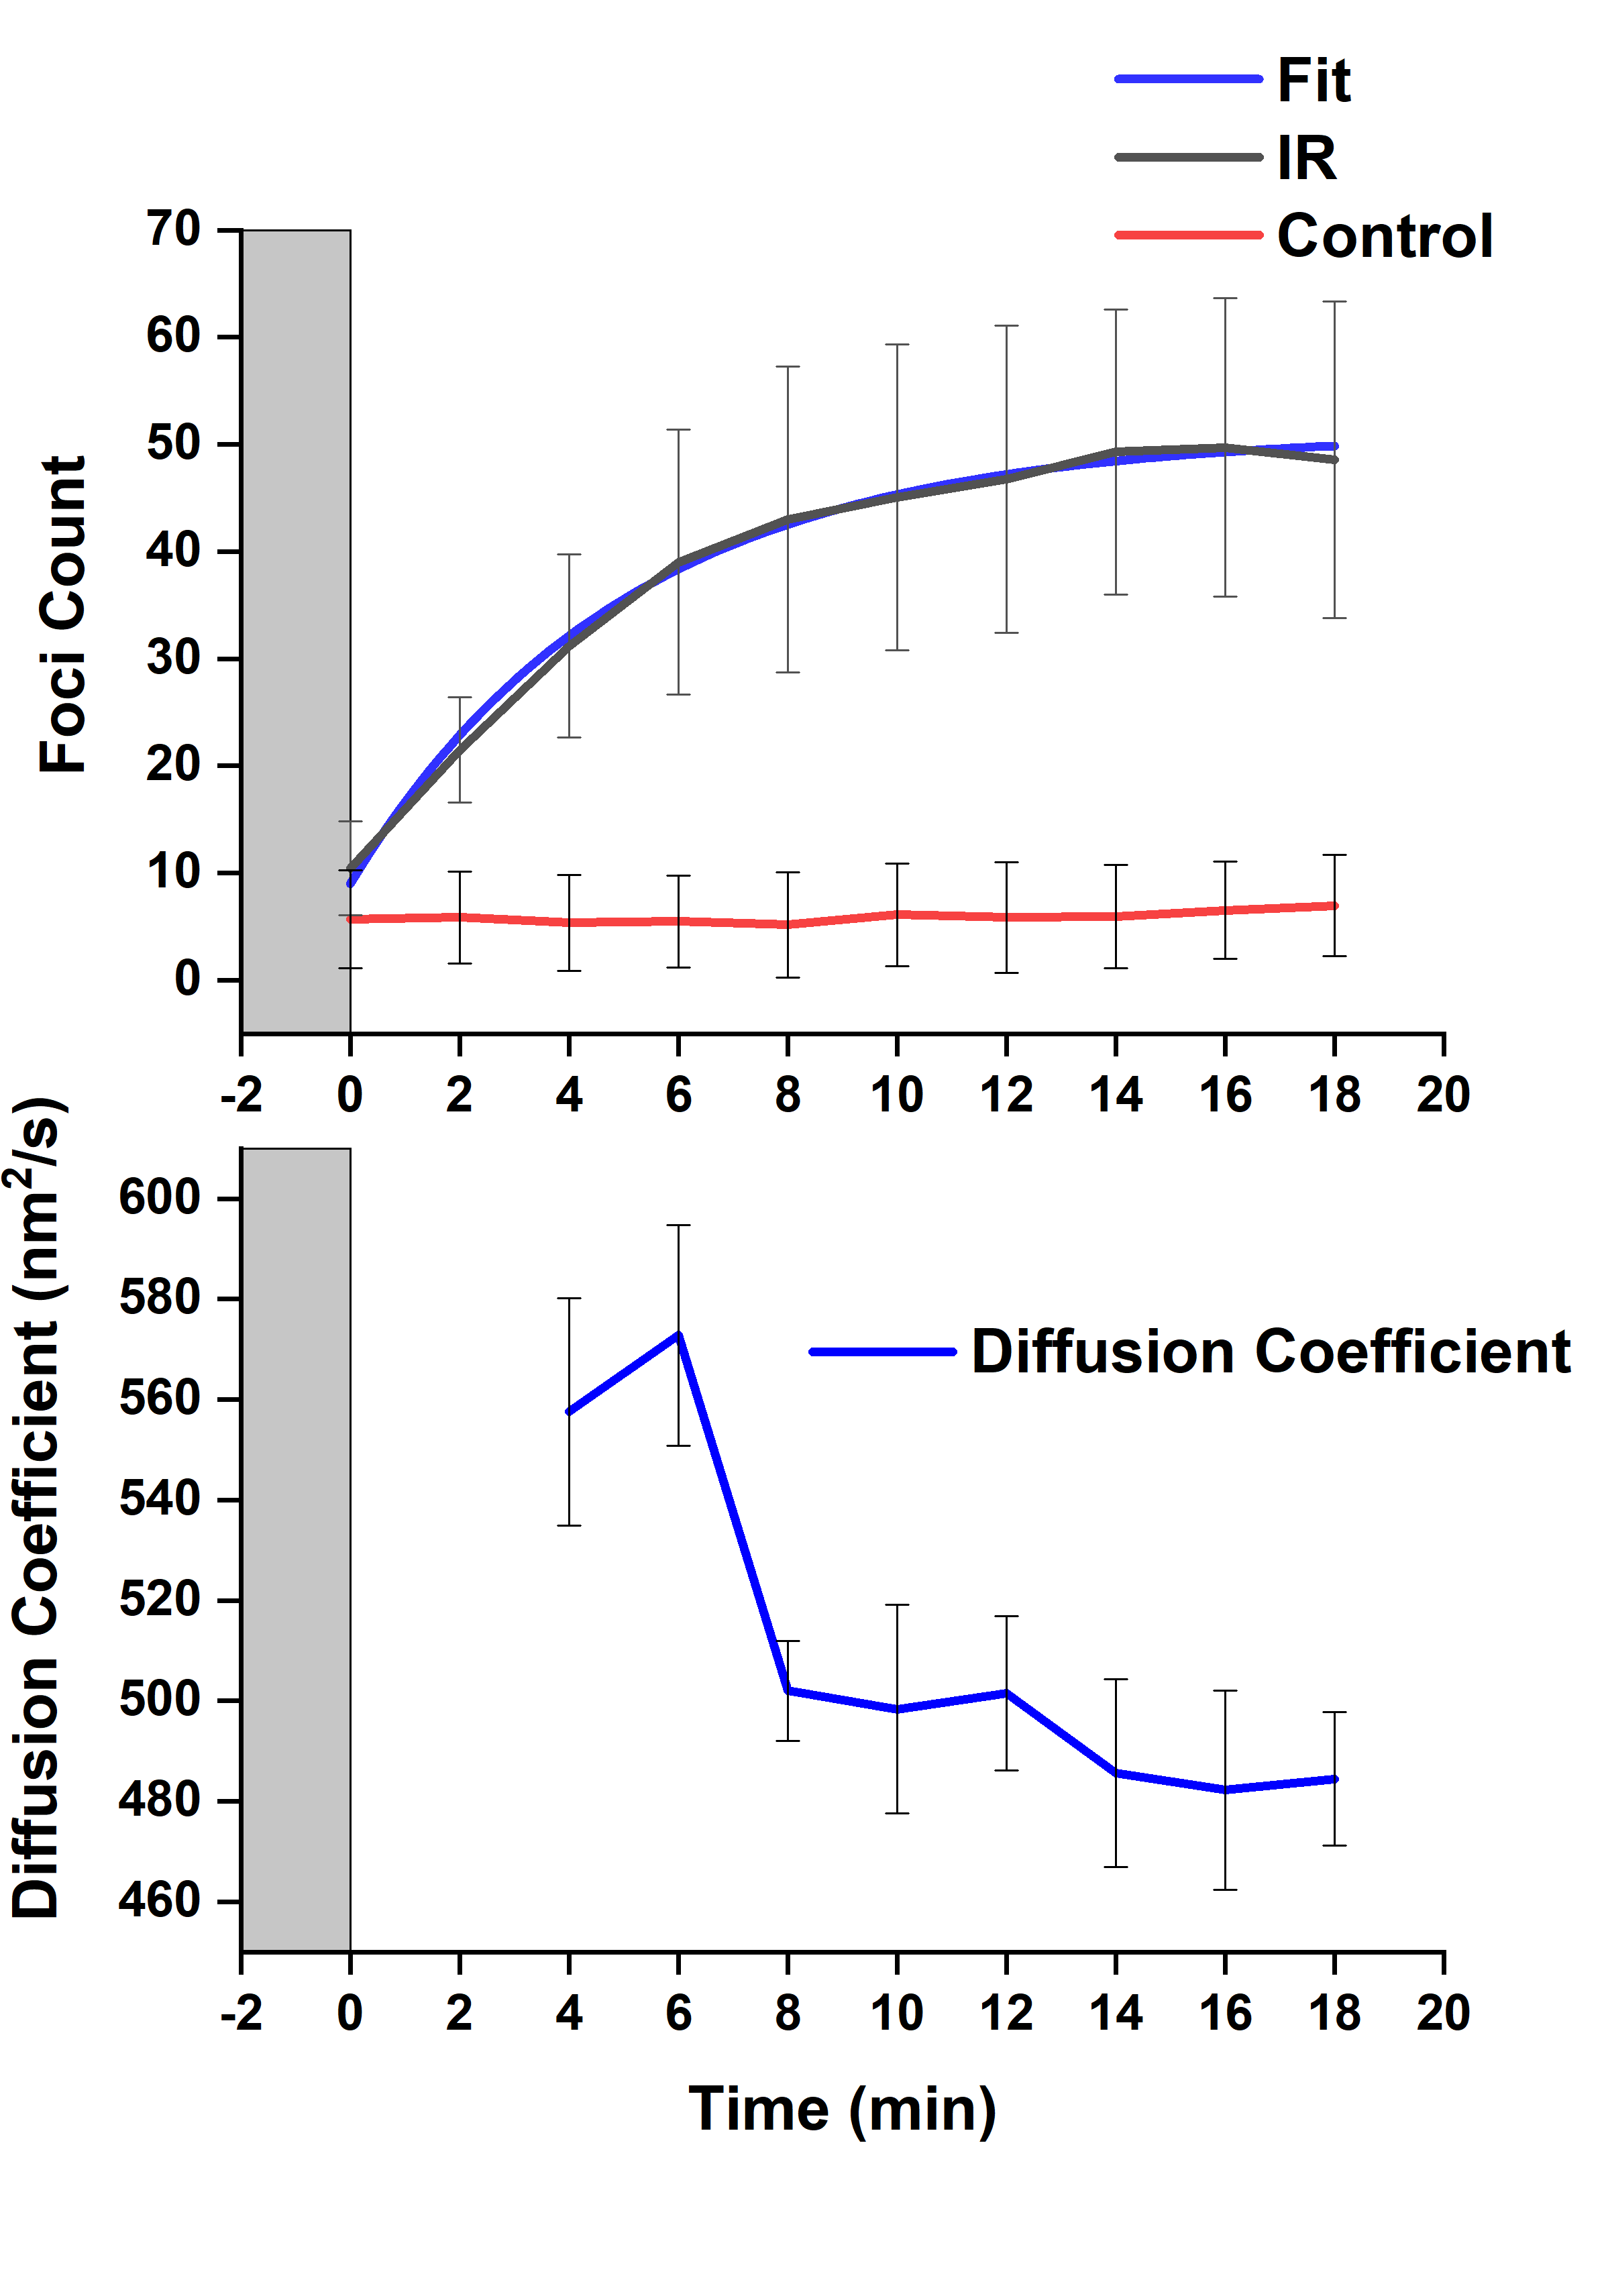 Fit
IR
Control
70
60
50
40
30
20
10
0
Foci Count
-2 0 2 4 6 8 10 12 14 16 18 20
600
580
560
540
520
500
480
460
Diffusion Coefficient (nm²/s)
Diffusion Coefficient
-2 0 2 4 6 8 10 12 14 16 18 20
Time (min)